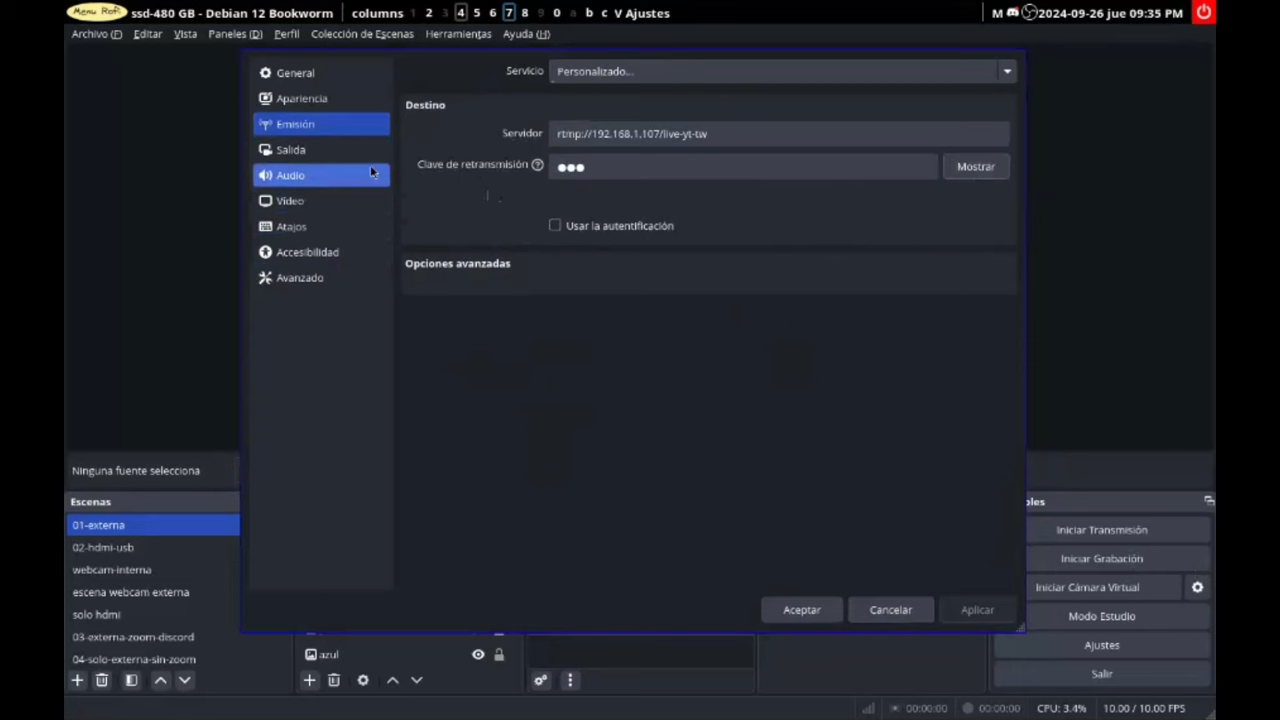 Menu Rofi ssd-480 GB - Debian 12 Bookworm columns 1 2 3 4 5 6 7 8 9 0 a b c V Ajustes M 2024-09-26 jue 09:35 PM
Archivo (F) Editar Vista Paneles (D) Perfil Colección de Escenas Herramientas Ayuda (H)
General
Apariencia
Emisión
Salida
Audio
Vídeo
Atajos
Accesibilidad
Avanzado
Servicio Personalizado...
Destino
Servidor rtmp://192.168.1.107/live-yt-tw
Clave de retransmisión ? ●●● Mostrar
Usar la autentificación
Opciones avanzadas
Aceptar Cancelar Aplicar
Ninguna fuente selecciona
Escenas
01-externa
02-hdmi-usb
webcam-interna
escena webcam externa
solo hdmi
03-externa-zoom-discord
04-solo-externa-sin-zoom
azul
oles
Iniciar Transmisión
Iniciar Grabación
Iniciar Cámara Virtual
Modo Estudio
Ajustes
Salir
00:00:00 00:00:00 CPU: 3.4% 10.00 / 10.00 FPS